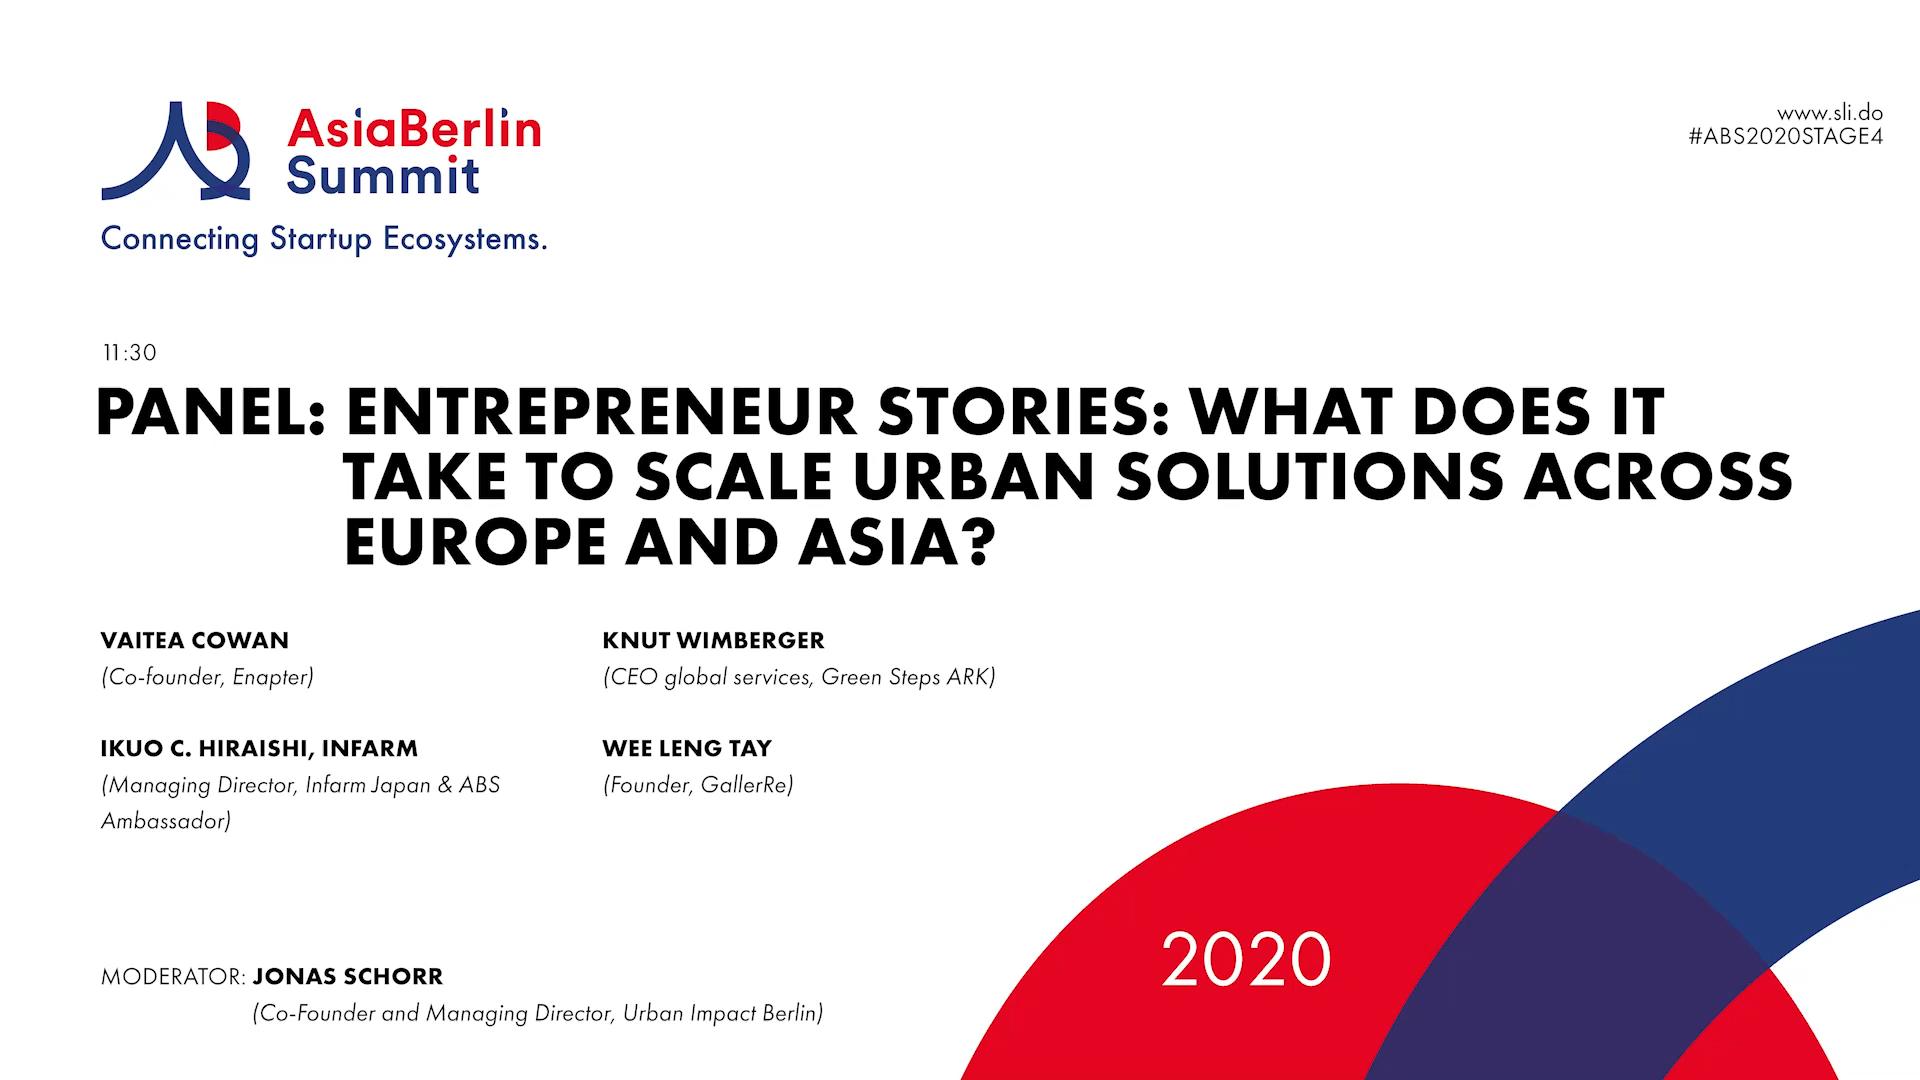 AsiaBerlin
Summit
Connecting Startup Ecosystems.
www.sli.do
#ABS2020STAGE4
11:30
PANEL: ENTREPRENEUR STORIES: WHAT DOES IT
TAKE TO SCALE URBAN SOLUTIONS ACROSS
EUROPE AND ASIA?
VAITEA COWAN
(Co-founder, Enapter)
KNUT WIMBERGER
(CEO global services, Green Steps ARK)
IKUO C. HIRAISHI, INFARM
(Managing Director, Infarm Japan & ABS
Ambassador)
WEE LENG TAY
(Founder, GallerRe)
MODERATOR: JONAS SCHORR
(Co-Founder and Managing Director, Urban Impact Berlin)
2020